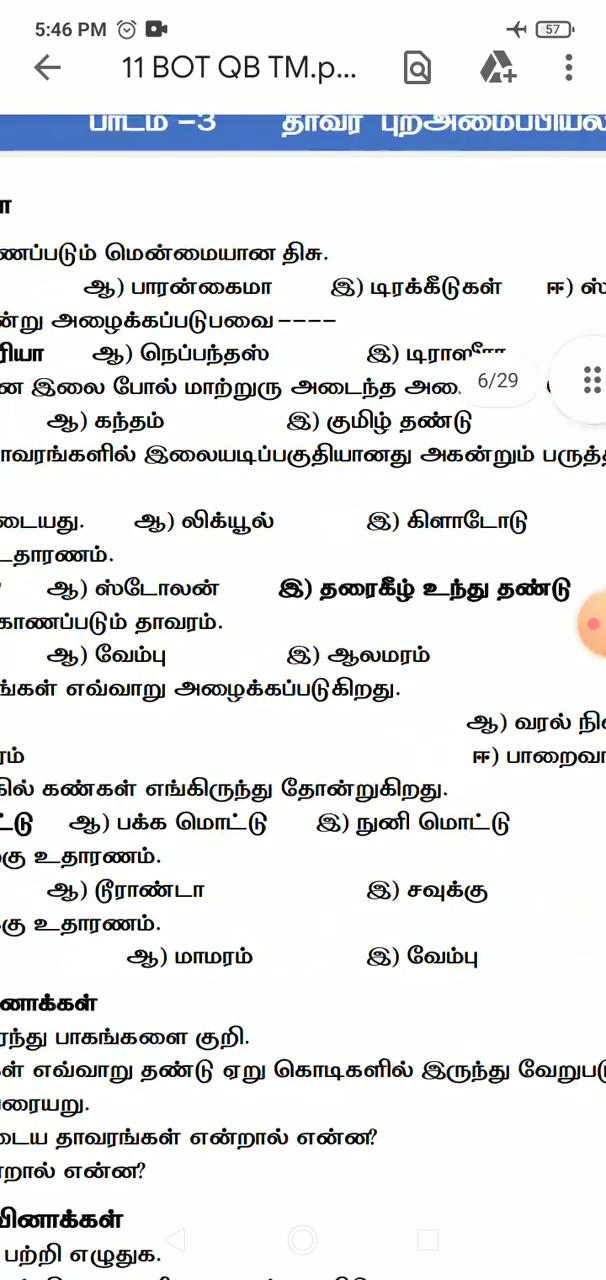 5:46 PM 57
11 BOT QB TM.p...
பாடம் -3 தாவர புறஅமைப்பியல
ணப்படும் மென்மையான திசு.
ஆ) பாரன்கைமா இ) டிரக்கீடுகள் ஈ) ஸ்
ன்று அழைக்கப்படுபவை ----
ரியா ஆ) நெப்பந்தஸ் இ)
ன இலை போல் மாற்றுரு அடைந்த
6/29
ஆ) கந்தம் இ) குமிழ் தண்டு
ாவரங்களில் இலையடிப்பகுதியானது அகன்றும் பருத்
டையது. ஆ) லிக்யூல் இ) கிளாடோடு
உதாரணம்.
ஆ) ஸ்டோலன் இ) தரைகீழ் உந்து தண்டு
காணப்படும் தாவரம்.
ஆ) வேம்பு இ) ஆலமரம்
ங்கள் எவ்வாறு அழைக்கப்படுகிறது.
ஆ) வரல் நி
ரம் ஈ) பாறைவா
கில் கண்கள் எங்கிருந்து தோன்றுகிறது.
ட்டு ஆ) பக்க மொட்டு இ) நுனி மொட்டு
கு உதாரணம்.
ஆ) டூராண்டா இ) சவுக்கு
கு உதாரணம்.
ஆ) மாமரம் இ) வேம்பு
னாக்கள்
ரந்து பாகங்களை குறி.
ள் எவ்வாறு தண்டு ஏறு கொடிகளில் இருந்து வேறுபடு
ரையறு.
டைய தாவரங்கள் என்றால் என்ன?
றால் என்ன?
வினாக்கள்
பற்றி எழுதுக.